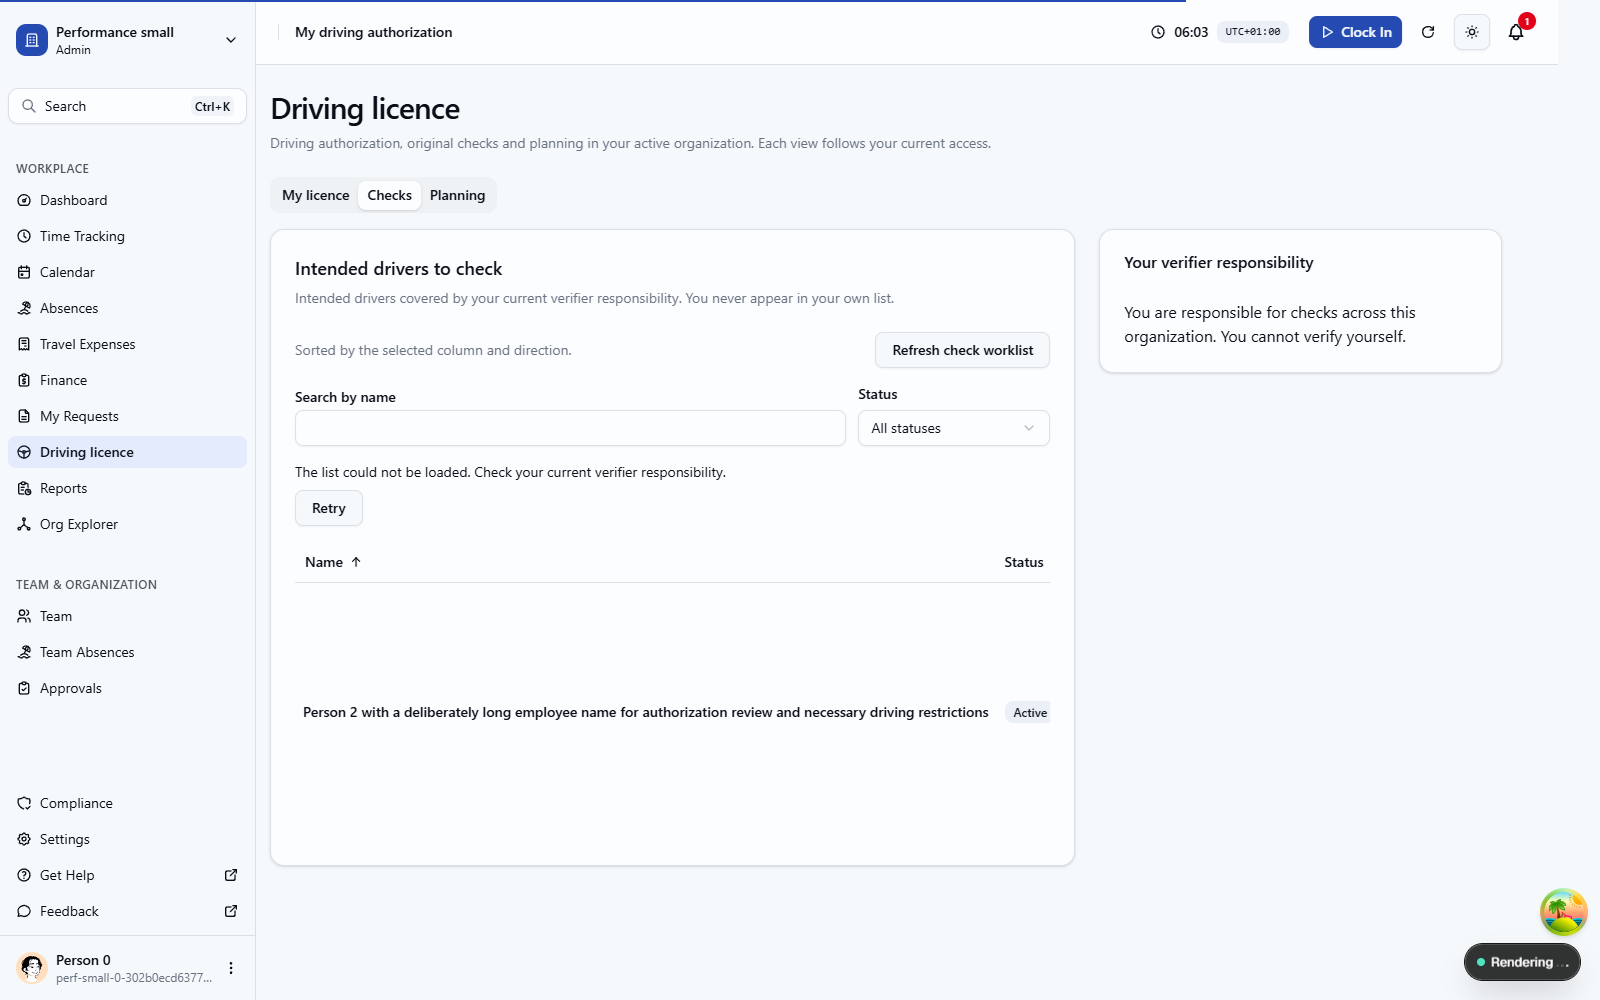 Performance small
Admin
Search
Ctrl+K
WORKPLACE
Dashboard
Time Tracking
Calendar
Absences
Travel Expenses
Finance
My Requests
Driving licence
Reports
Org Explorer
TEAM & ORGANIZATION
Team
Team Absences
Approvals
Compliance
Settings
Get Help
Feedback
Person 0
perf-small-0-302b0ecd6377...
My driving authorization
06:03
UTC+01:00
Clock In
1
Driving licence
Driving authorization, original checks and planning in your active organization. Each view follows your current access.
My licence
Checks
Planning
Intended drivers to check
Intended drivers covered by your current verifier responsibility. You never appear in your own list.
Sorted by the selected column and direction.
Refresh check worklist
Search by name
Status
All statuses
The list could not be loaded. Check your current verifier responsibility.
Retry
Name
Status
Person 2 with a deliberately long employee name for authorization review and necessary driving restrictions
Active
Your verifier responsibility
You are responsible for checks across this
organization. You cannot verify yourself.
Rendering ...